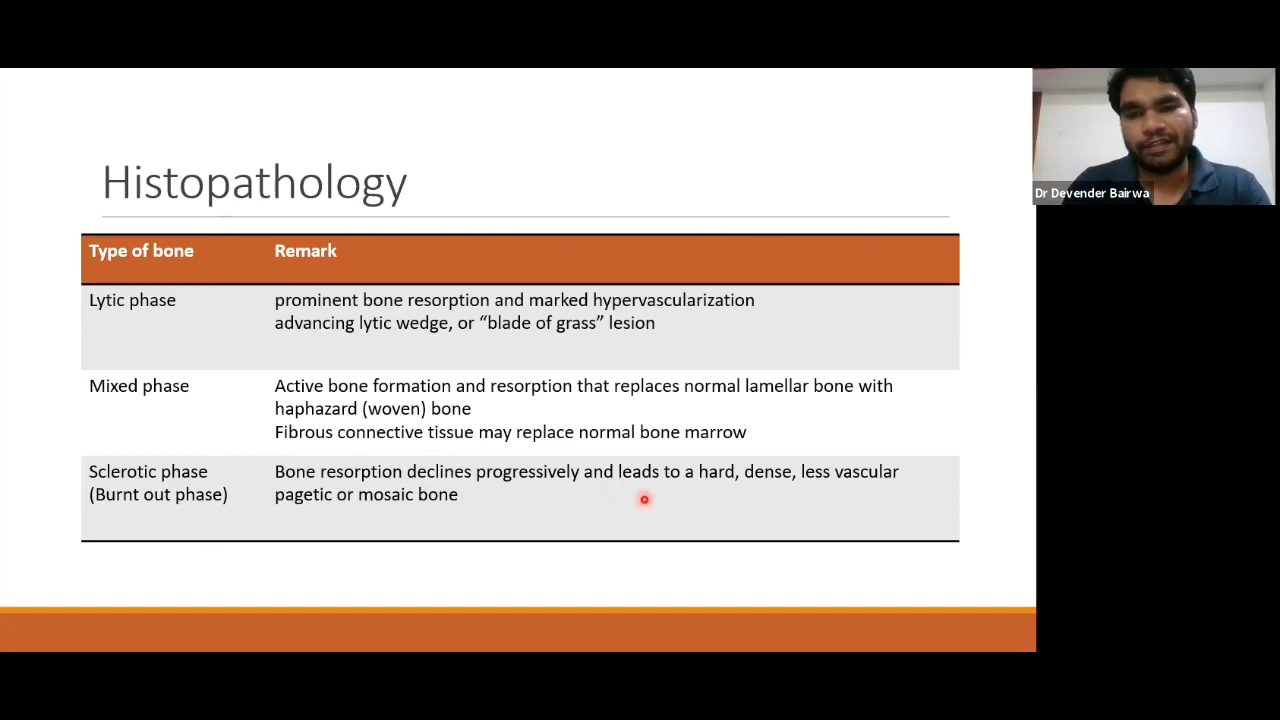 Histopathology
Type of bone
Remark
Lytic phase
prominent bone resorption and marked hypervascularization
advancing lytic wedge, or “blade of grass” lesion
Mixed phase
Active bone formation and resorption that replaces normal lamellar bone with
haphazard (woven) bone
Fibrous connective tissue may replace normal bone marrow
Sclerotic phase
(Burnt out phase)
Bone resorption declines progressively and leads to a hard, dense, less vascular
pagetic or mosaic bone
Dr Devender Bairwa